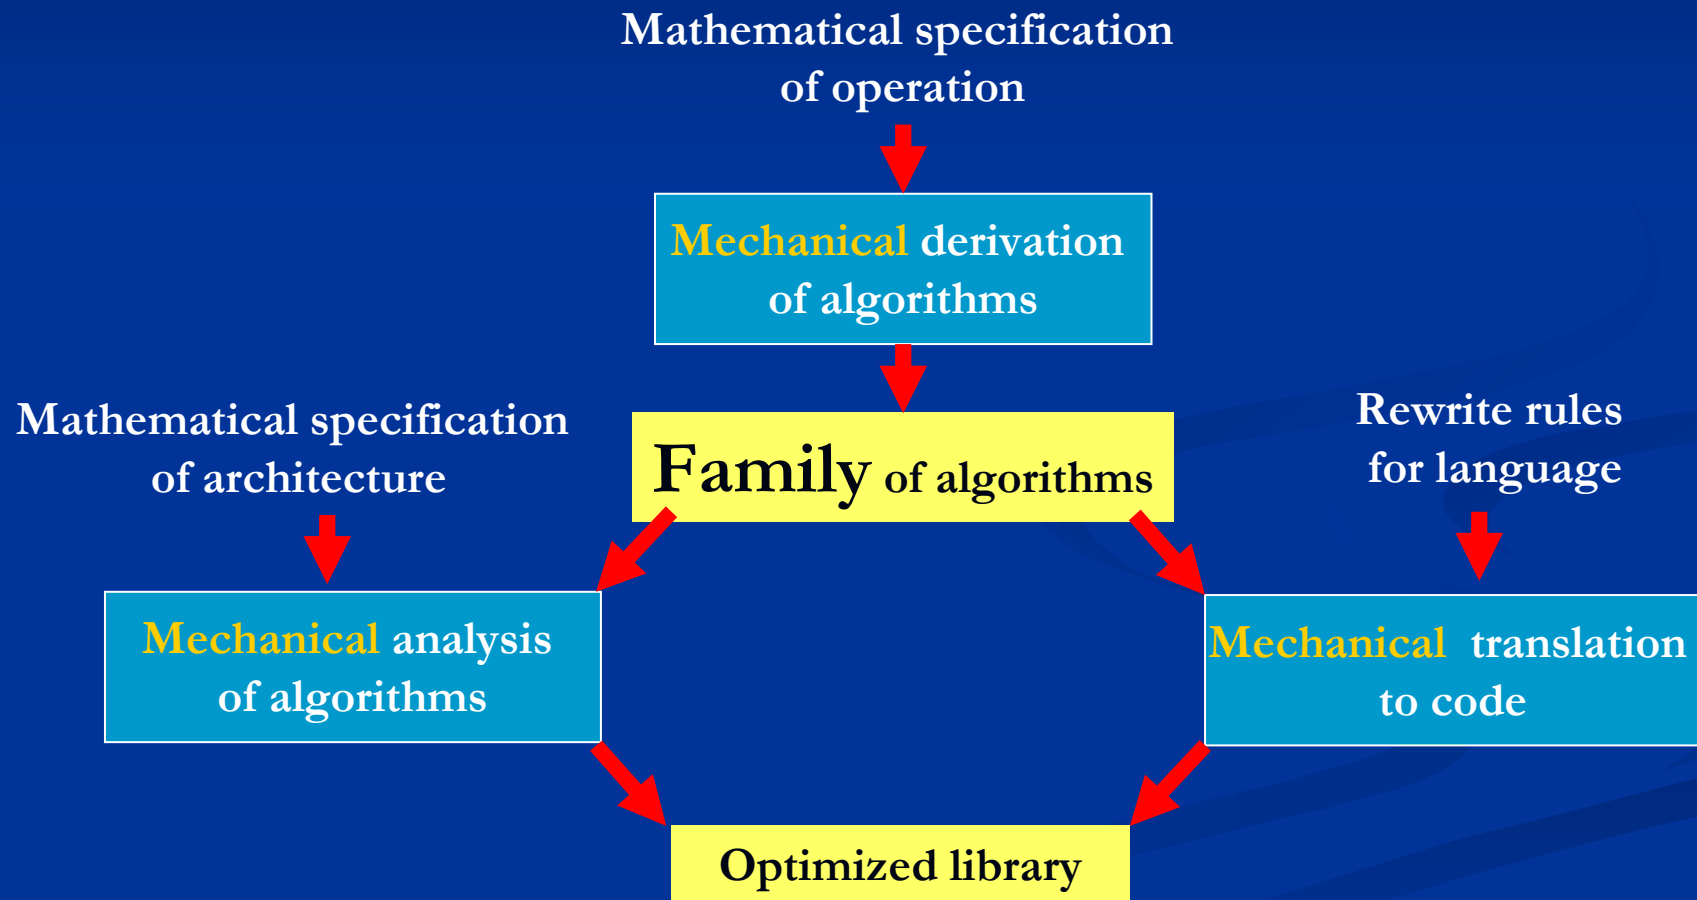 Mathematical specification
of operation
Mechanical derivation
of algorithms
Mathematical specification
of architecture
Family of algorithms
Rewrite rules
for language
Mechanical analysis
of algorithms
Mechanical translation
to code
Optimized library